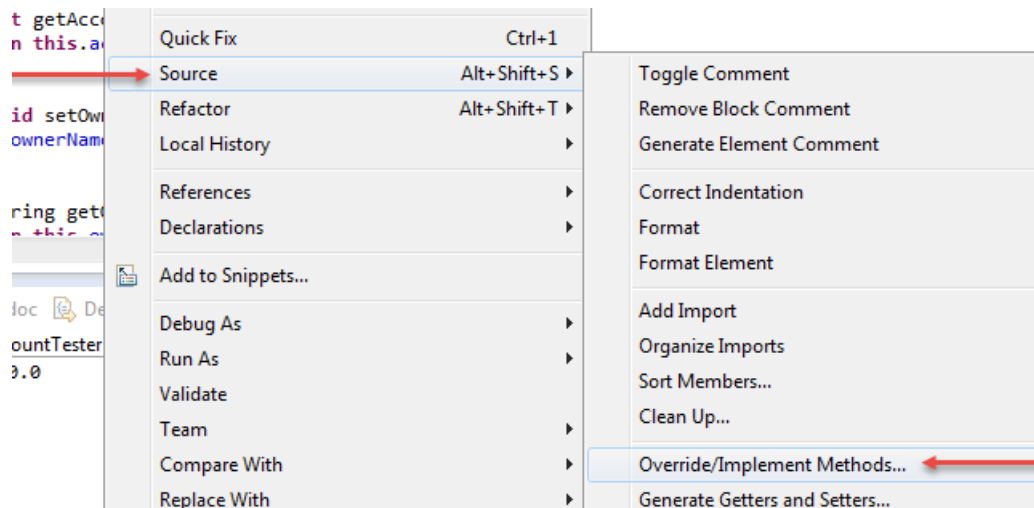 t getAcco
n this.a
id setOw
ownerNam
ring get
n this.o
doc De
ountTester
0.0
Quick Fix Ctrl+1
Source Alt+Shift+S
Refactor Alt+Shift+T
Local History
References
Declarations
Add to Snippets...
Debug As
Run As
Validate
Team
Compare With
Replace With
Toggle Comment
Remove Block Comment
Generate Element Comment
Correct Indentation
Format
Format Element
Add Import
Organize Imports
Sort Members...
Clean Up...
Override/Implement Methods...
Generate Getters and Setters...